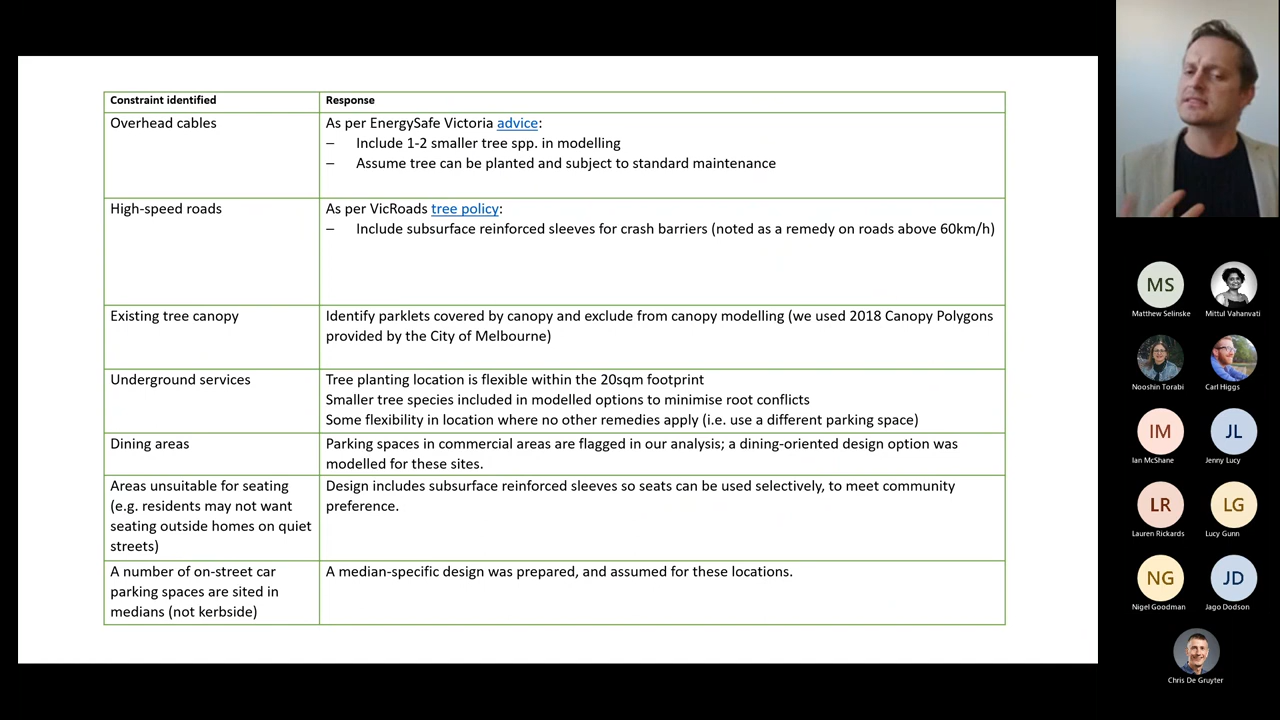 Constraint identified
Response
Overhead cables
As per EnergySafe Victoria advice:
– Include 1-2 smaller tree spp. in modelling
– Assume tree can be planted and subject to standard maintenance
High-speed roads
As per VicRoads tree policy:
– Include subsurface reinforced sleeves for crash barriers (noted as a remedy on roads above 60km/h)
Existing tree canopy
Identify parklets covered by canopy and exclude from canopy modelling (we used 2018 Canopy Polygons
provided by the City of Melbourne)
Underground services
Tree planting location is flexible within the 20sqm footprint
Smaller tree species included in modelled options to minimise root conflicts
Some flexibility in location where no other remedies apply (i.e. use a different parking space)
Dining areas
Parking spaces in commercial areas are flagged in our analysis; a dining-oriented design option was
modelled for these sites.
Areas unsuitable for seating
(e.g. residents may not want
seating outside homes on quiet
streets)
Design includes subsurface reinforced sleeves so seats can be used selectively, to meet community
preference.
A number of on-street car
parking spaces are sited in
medians (not kerbside)
A median-specific design was prepared, and assumed for these locations.
MS
Matthew Selinske
Mittul Vahanvati
Nooshin Torabi
Carl Higgs
IM
Ian McShane
JL
Jenny Lucy
LR
Lauren Rickards
LG
Lucy Gunn
NG
Nigel Goodman
JD
Jago Dodson
Chris De Gruyter